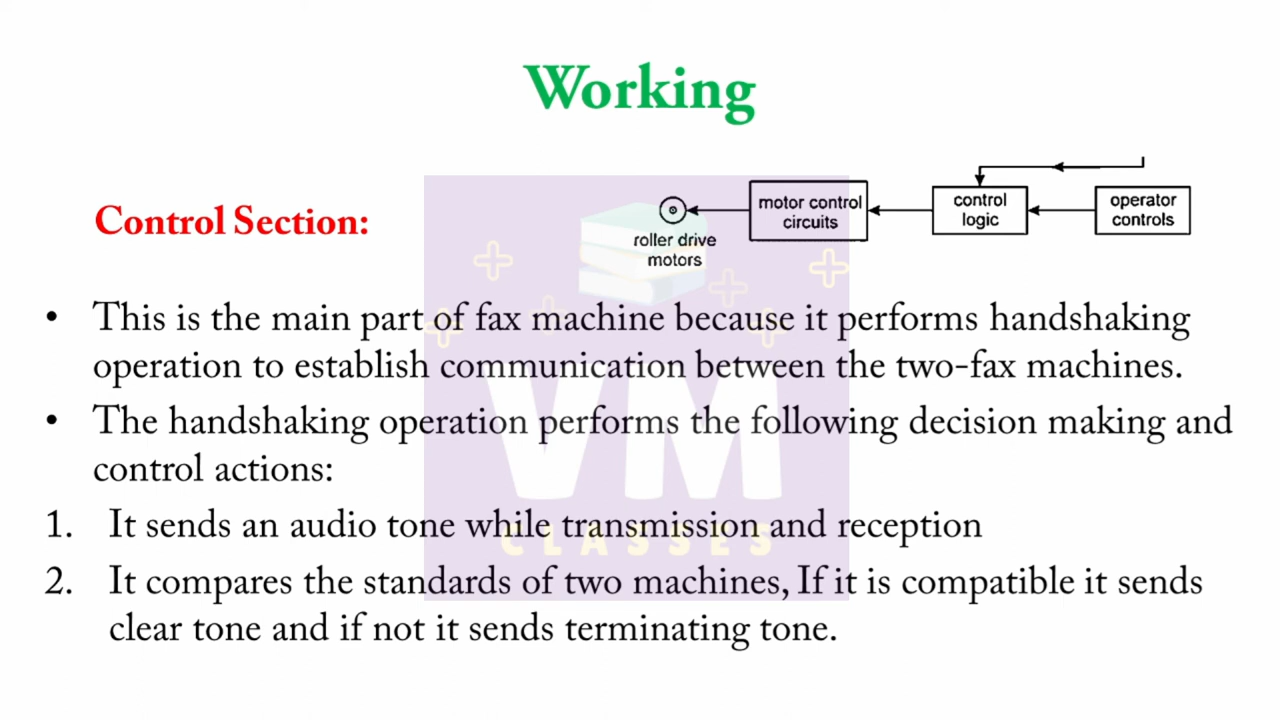 Working
Control Section:
roller drive
motors
motor control
circuits
control
logic
operator
controls
• This is the main part of fax machine because it performs handshaking
operation to establish communication between the two-fax machines.
• The handshaking operation performs the following decision making and
control actions:
1. It sends an audio tone while transmission and reception
2. It compares the standards of two machines, If it is compatible it sends
clear tone and if not it sends terminating tone.
VM
CLASSES